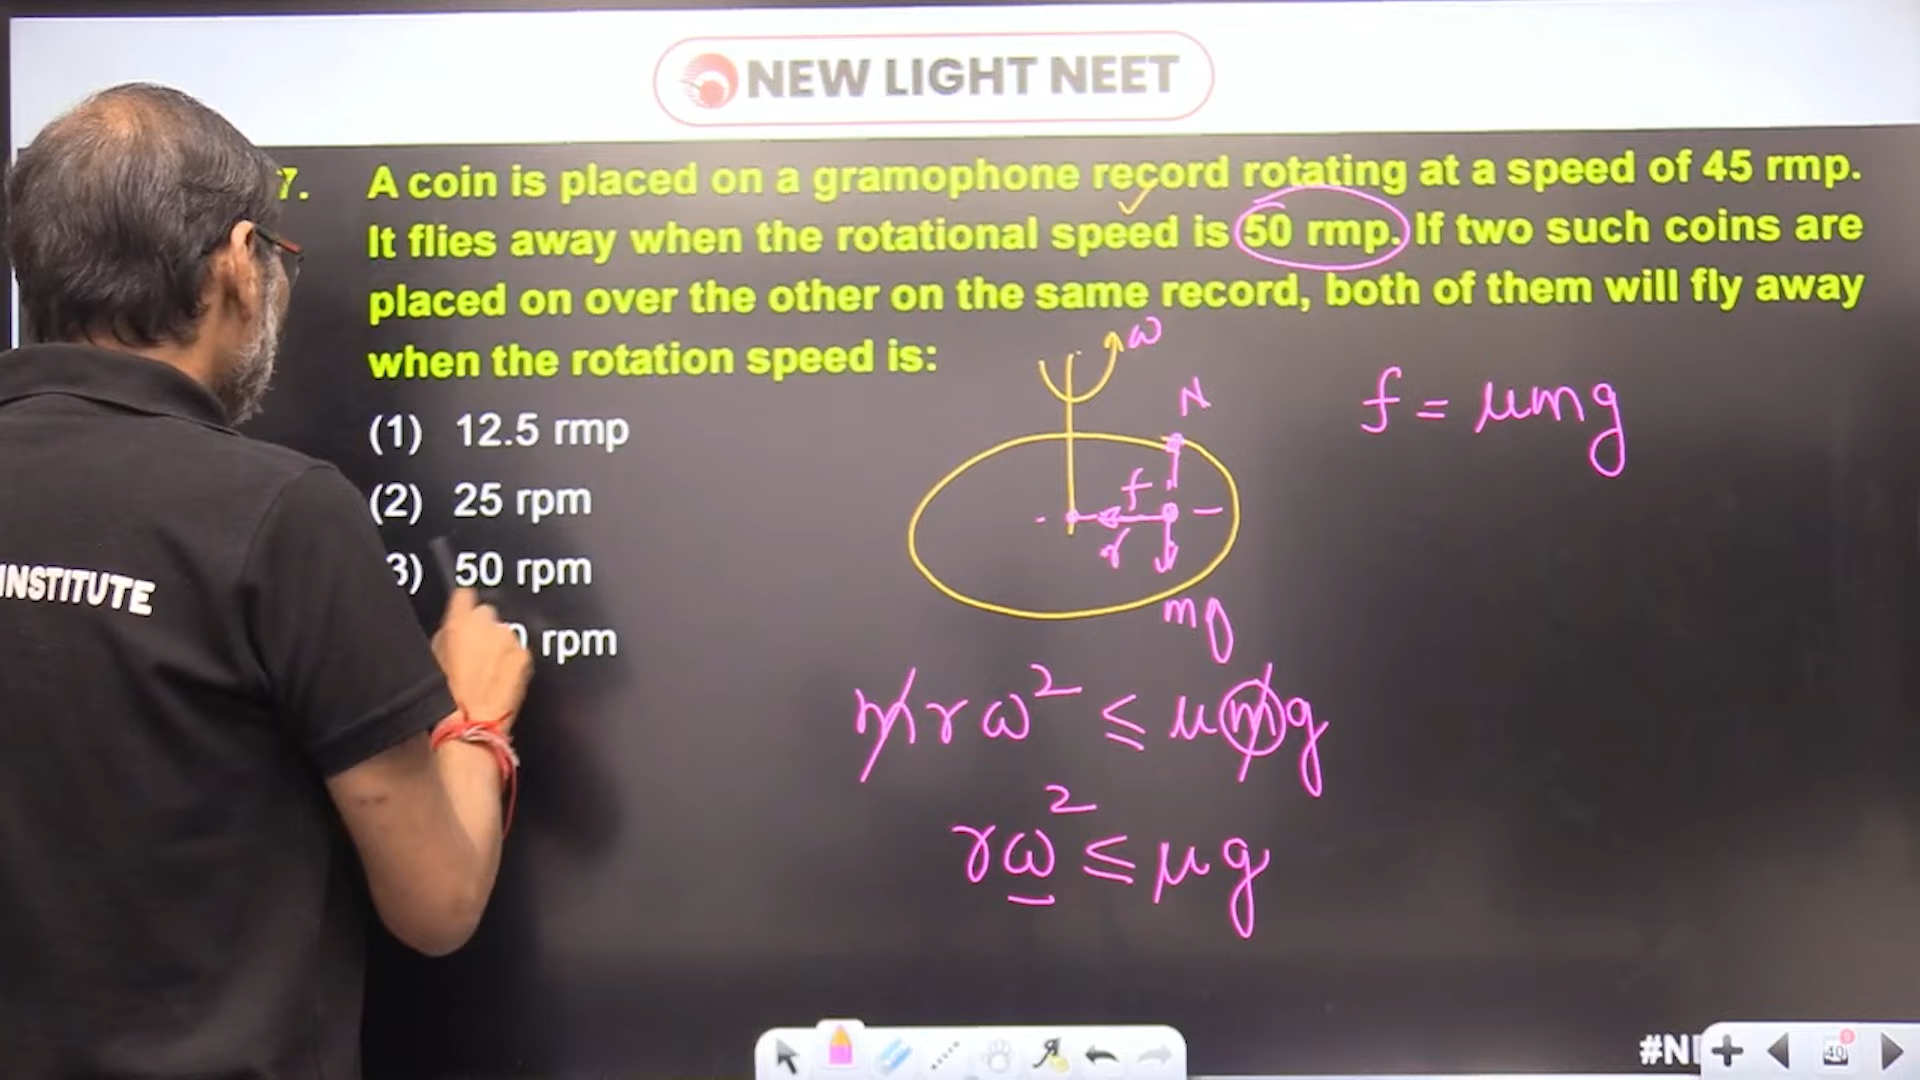 NEW LIGHT NEET
7. A coin is placed on a gramophone record rotating at a speed of 45 rmp.
It flies away when the rotational speed is 50 rmp. If two such coins are
placed on over the other on the same record, both of them will fly away
when the rotation speed is:
(1) 12.5 rmp
(2) 25 rpm
3) 50 rpm
rpm
ω
N
f = μmg
f
r
mg
mrω² ≤ μmg
rω² ≤ μg
INSTITUTE
40